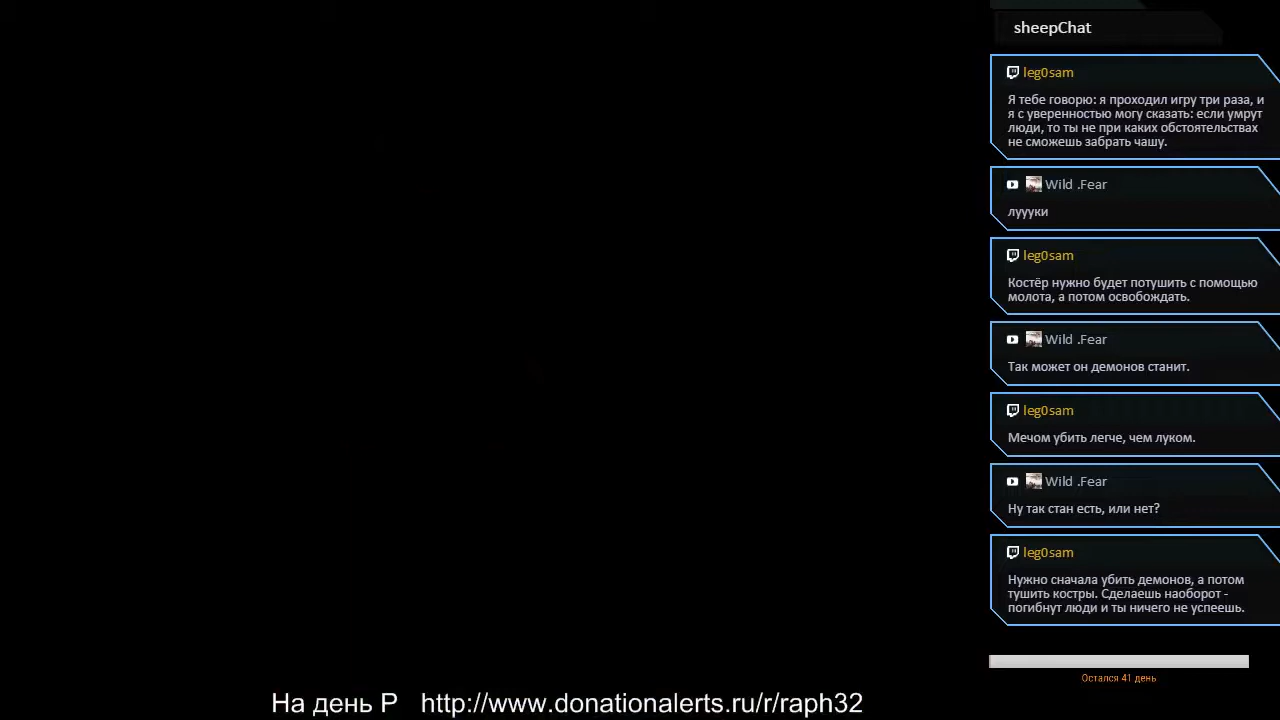 sheepChat
leg0sam
Я тебе говорю: я проходил игру три раза, и
я с уверенностью могу сказать: если умрут
люди, то ты не при каких обстоятельствах
не сможешь забрать чашу.
Wild .Fear
луууки
leg0sam
Костёр нужно будет потушить с помощью
молота, а потом освобождать.
Wild .Fear
Так может он демонов станит.
leg0sam
Мечом убить легче, чем луком.
Wild .Fear
Ну так стан есть, или нет?
leg0sam
Нужно сначала убить демонов, а потом
тушить костры. Сделаешь наоборот -
погибнут люди и ты ничего не успеешь.
Остался 41 день
На день Р http://www.donationalerts.ru/r/raph32